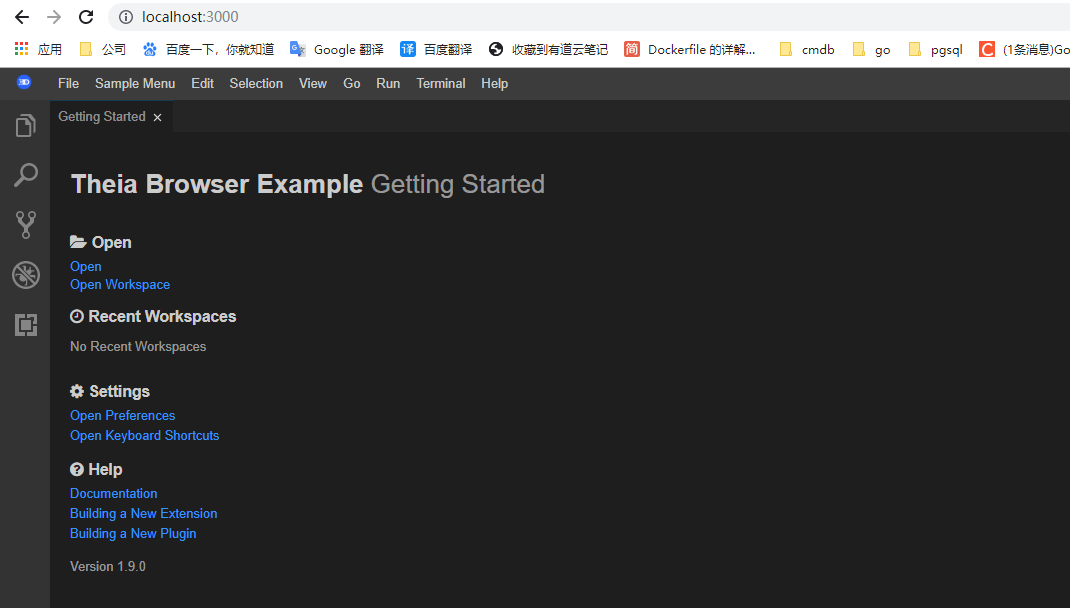 localhost:3000
应用 公司 百度一下，你就知道 Google 翻译 百度翻译 收藏到有道云笔记 Dockerfile 的详解... cmdb go pgsql (1条消息)Go
File Sample Menu Edit Selection View Go Run Terminal Help
Getting Started
Theia Browser Example Getting Started
Open
Open
Open Workspace
Recent Workspaces
No Recent Workspaces
Settings
Open Preferences
Open Keyboard Shortcuts
Help
Documentation
Building a New Extension
Building a New Plugin
Version 1.9.0